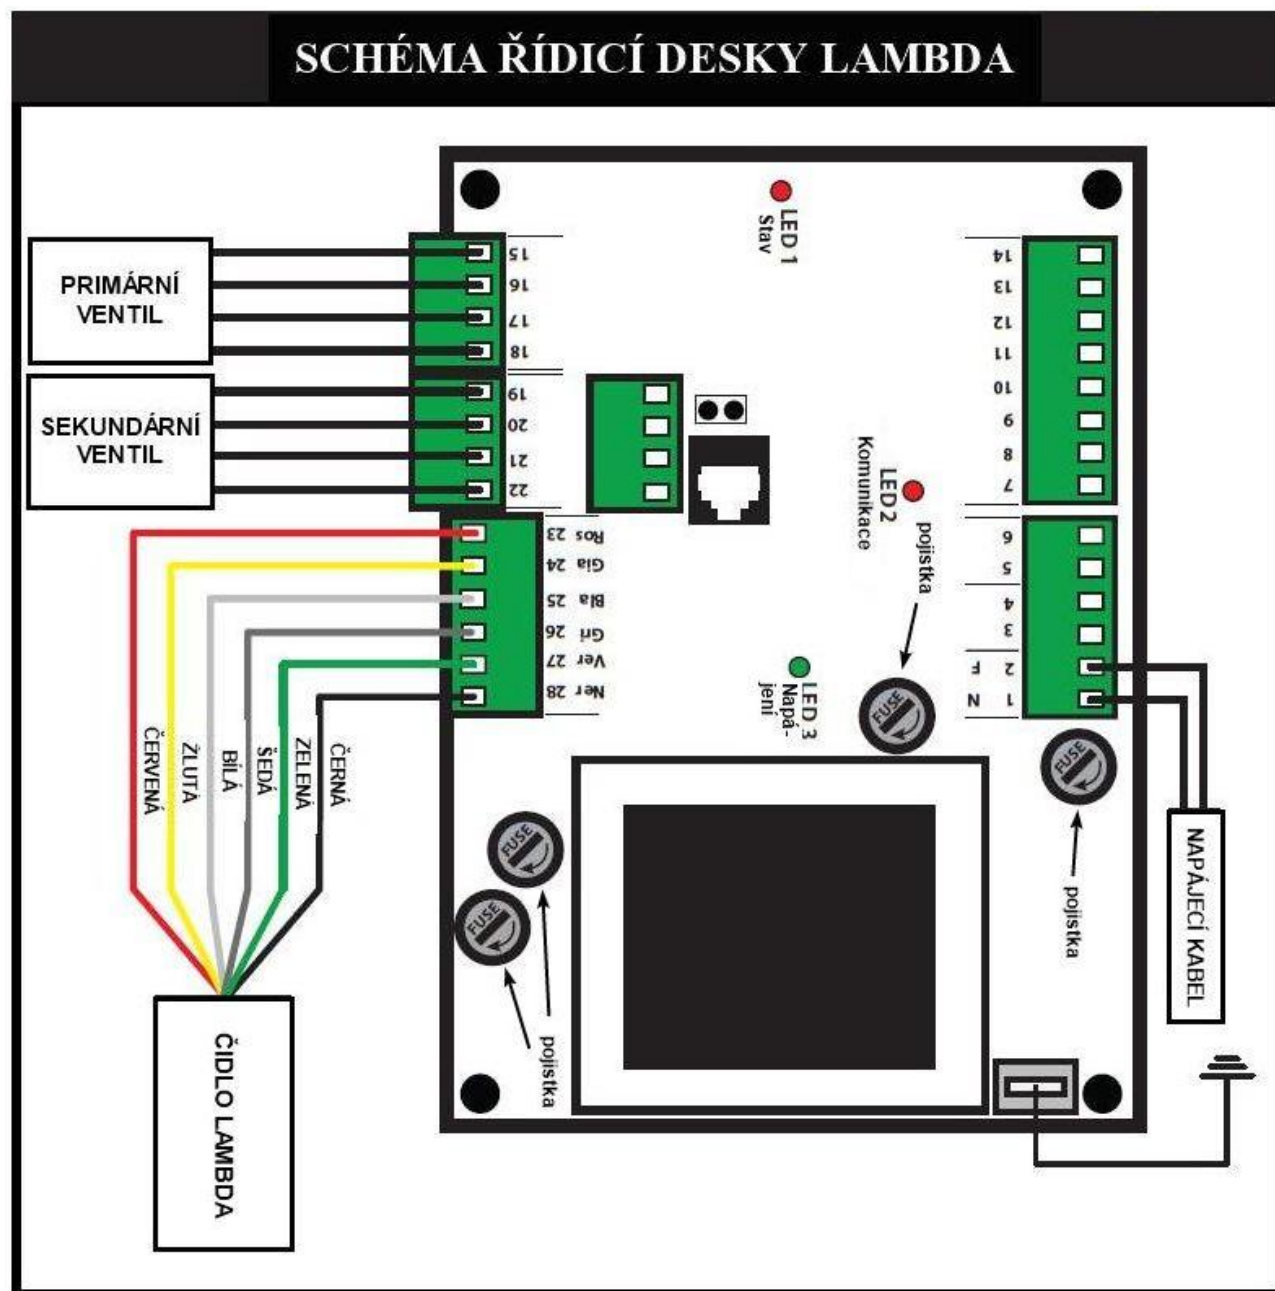 SCHÉMA ŘÍDICÍ DESKY LAMBDA
PRIMÁRNÍ
VENTIL
SEKUNDÁRNÍ
VENTIL
15
16
17
18
19
20
21
22
23 Ros
24 Gia
25 Bla
26 Gri
27 Ver
28 Ner
LED 1
Stav
LED 2
Komunikace
LED 3
Napá-
jení
pojistka
14
13
12
11
10
9
8
7
6
5
4
3
2 F
1 N
FUSE
FUSE
FUSE
FUSE
pojistka
pojistka
ČERVENÁ
ŽLUTÁ
BÍLÁ
ŠEDÁ
ZELENÁ
ČERNÁ
ČIDLO LAMBDA
NAPÁJECÍ KABEL